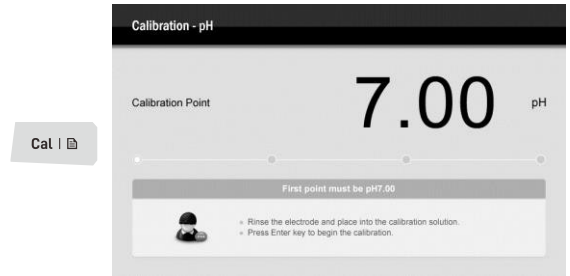 Calibration - pH
Calibration Point 7.00 pH
Cal
First point must be pH7.00
Rinse the electrode and place into the calibration solution.
Press Enter key to begin the calibration.